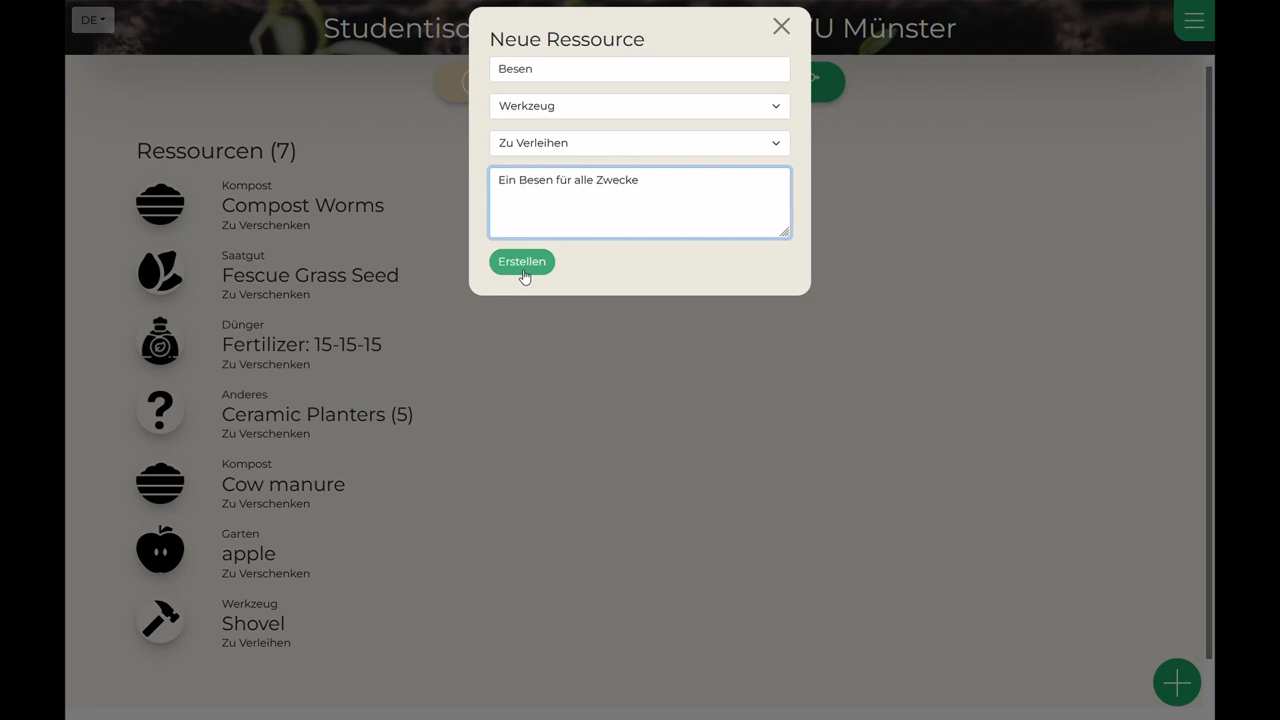 DE
Studentisc
U Münster
Neue Ressource
Besen
Werkzeug
Zu Verleihen
Ein Besen für alle Zwecke
Erstellen
Ressourcen (7)
Kompost
Compost Worms
Zu Verschenken
Saatgut
Fescue Grass Seed
Zu Verschenken
Dünger
Fertilizer: 15-15-15
Zu Verschenken
Anderes
Ceramic Planters (5)
Zu Verschenken
Kompost
Cow manure
Zu Verschenken
Garten
apple
Zu Verschenken
Werkzeug
Shovel
Zu Verleihen